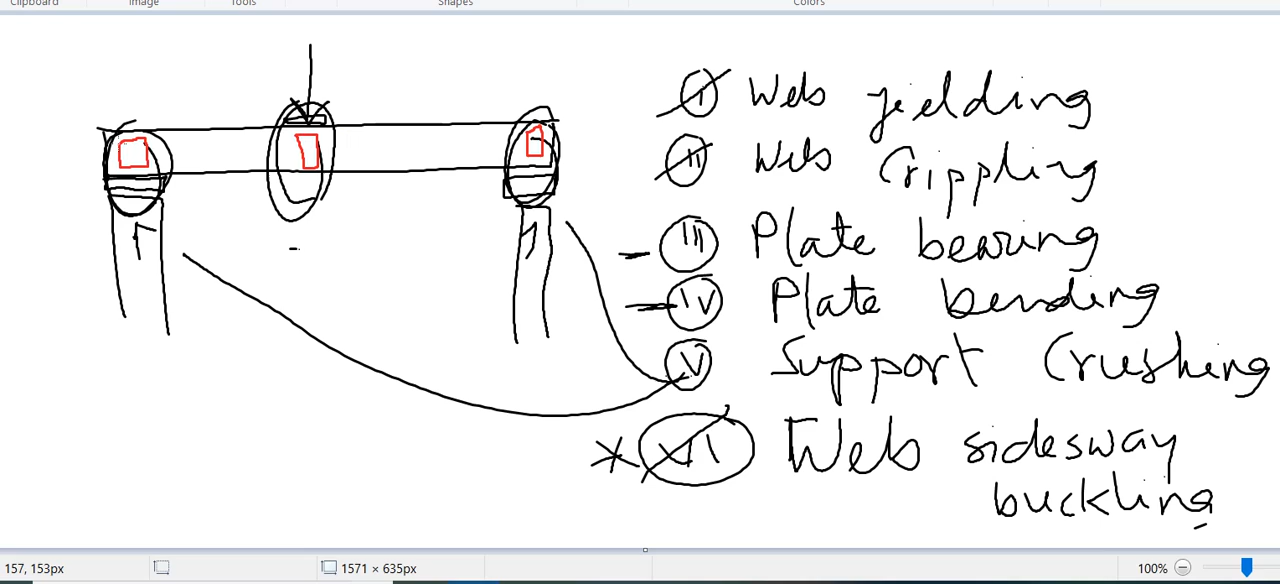 Clipboard Image Tools Shapes Colors
I Web yielding
II Web Crippling
III Plate bearing
IV Plate bending
V Support Crushing
VI Web sidesway
buckling
157, 153px 1571 × 635px 100%